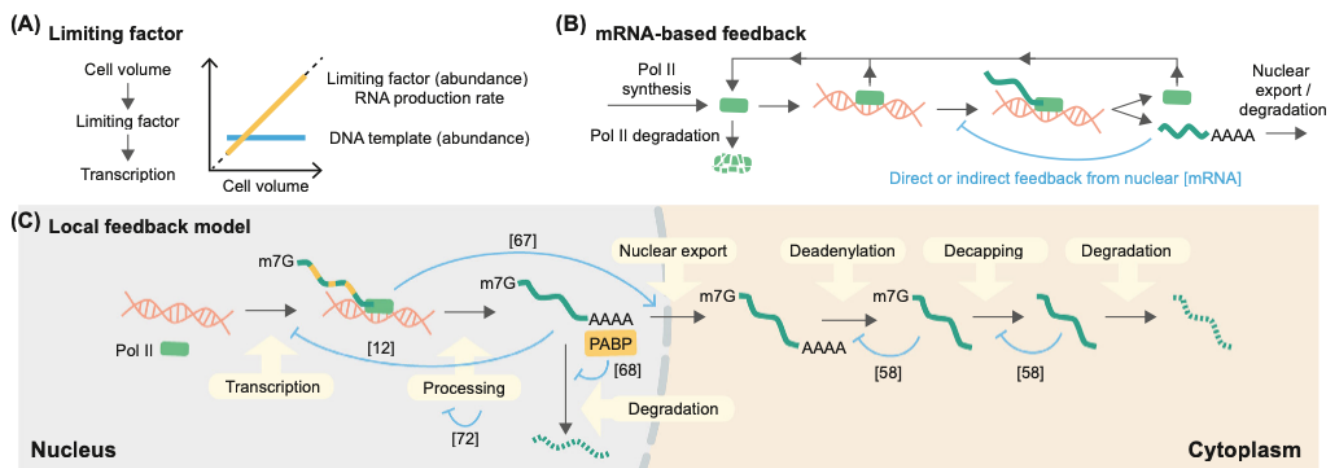 (A) Limiting factor
Cell volume
Limiting factor
Transcription
Limiting factor (abundance)
RNA production rate
DNA template (abundance)
Cell volume
(B) mRNA-based feedback
Pol II
synthesis
Pol II degradation
AAAA
Nuclear
export /
degradation
Direct or indirect feedback from nuclear [mRNA]
(C) Local feedback model
m7G
Pol II
[12]
Transcription
[67]
m7G
AAAA
PABP
[68]
Processing
[72]
Degradation
Nucleus
Nuclear export
m7G
AAAA
Deadenylation
m7G
[58]
Decapping
[58]
Degradation
Cytoplasm